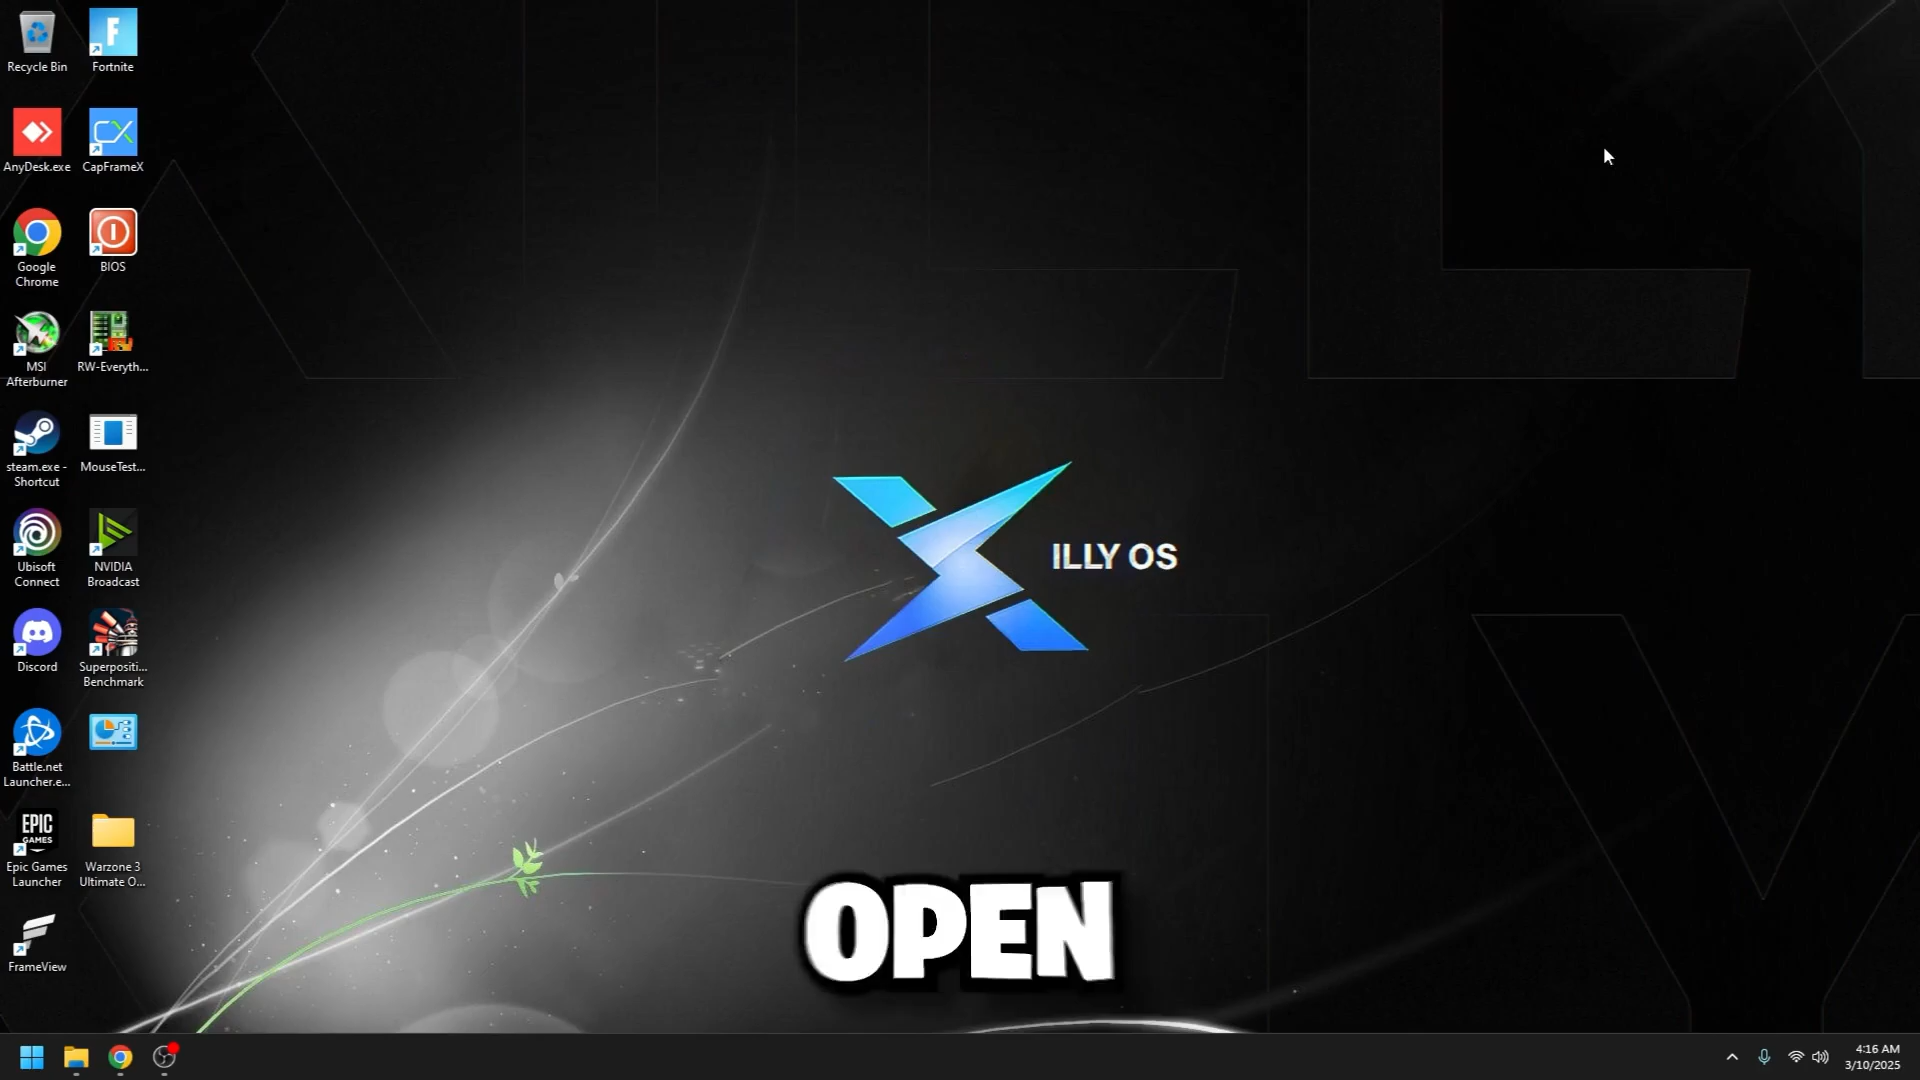 Recycle Bin
Fortnite
AnyDesk.exe
CapFrameX
Google
Chrome
BIOS
MSI
Afterburner
RW-Everyth...
steam.exe -
Shortcut
MouseTest...
Ubisoft
Connect
NVIDIA
Broadcast
Discord
Superpositi...
Benchmark
Battle.net
Launcher.e...
EPIC
GAMES
Epic Games
Launcher
Warzone 3
Ultimate O...
FrameView
ILLY OS
OPEN
4:16 AM
3/10/2025